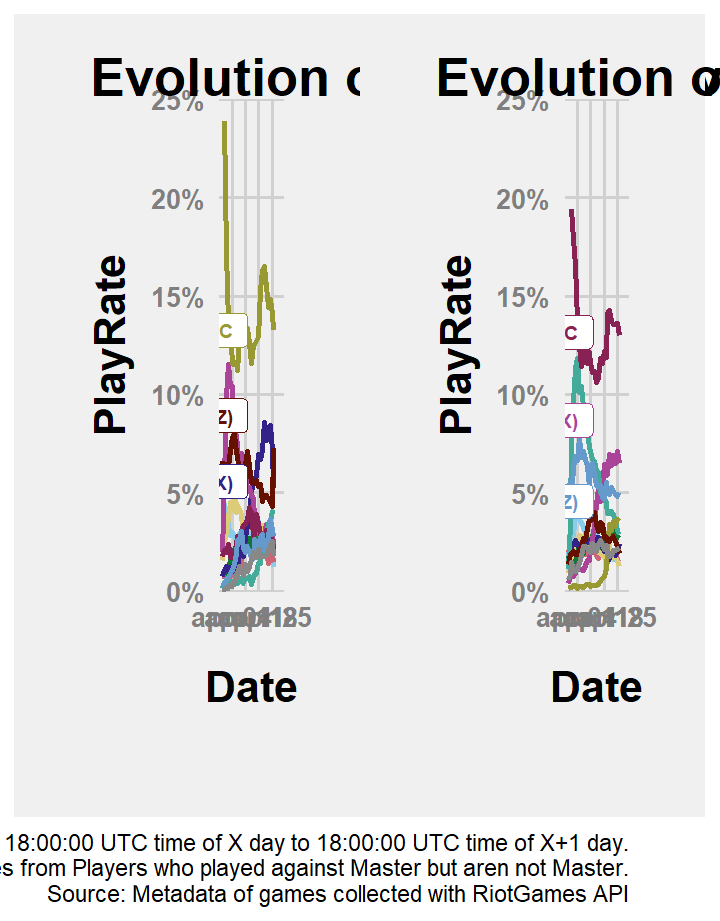 Evolution
Evolution
25%
20%
15%
10%
5%
0%
PlayRate
C
Z)
X)
Date
25%
20%
15%
10%
5%
0%
PlayRate
C
X)
Z)
Date
18:00:00 UTC time of X day to 18:00:00 UTC time of X+1 day.
from Players who played against Master but aren not Master.
Source: Metadata of games collected with RiotGames API